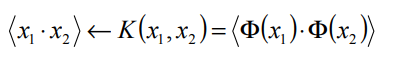 ⟨x₁ · x₂⟩ ← K(x₁, x₂) = ⟨Φ(x₁) · Φ(x₂)⟩